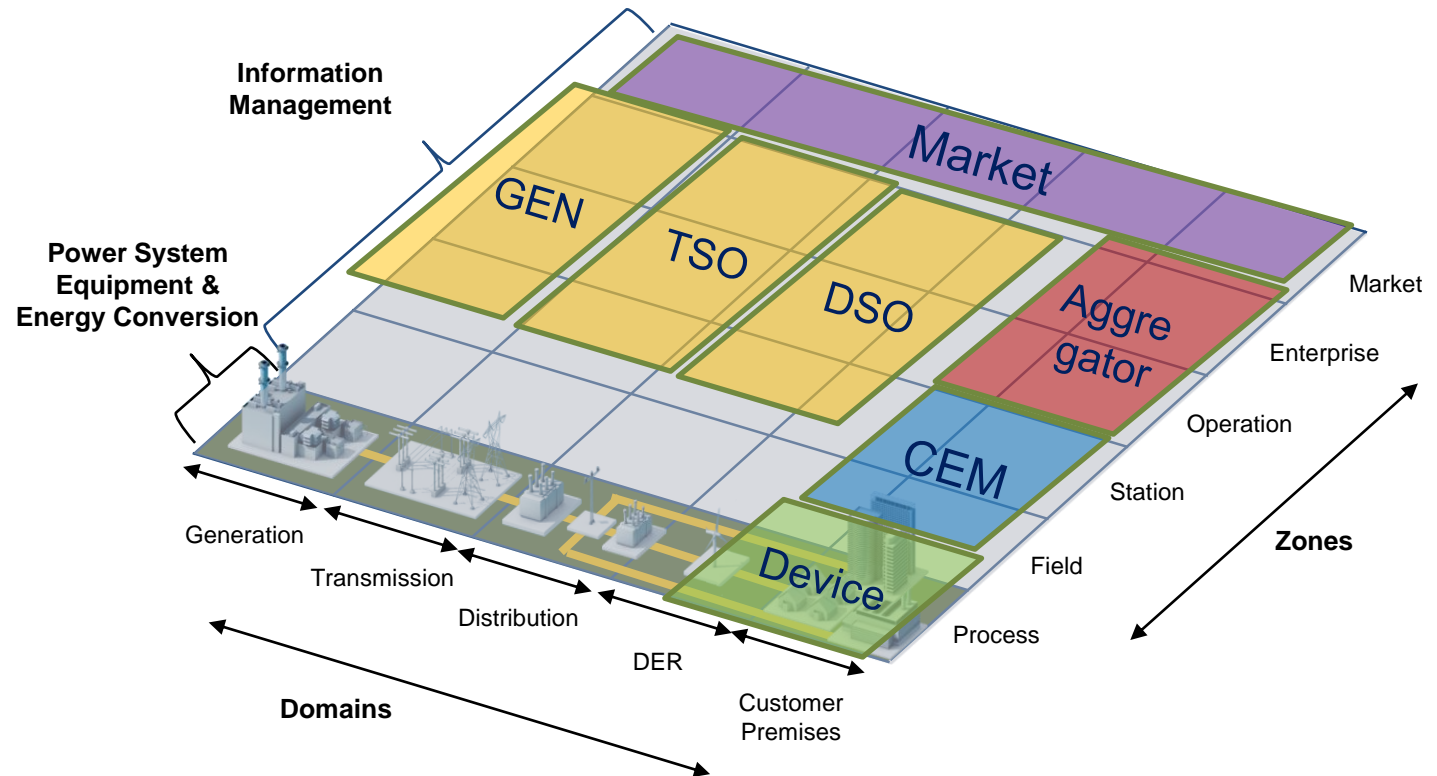 Information
Management
Market
GEN
TSO
DSO
Aggre
gator
CEM
Device
Power System
Equipment &
Energy Conversion
Market
Enterprise
Operation
Station
Field
Process
Zones
Generation
Transmission
Distribution
DER
Customer
Premises
Domains